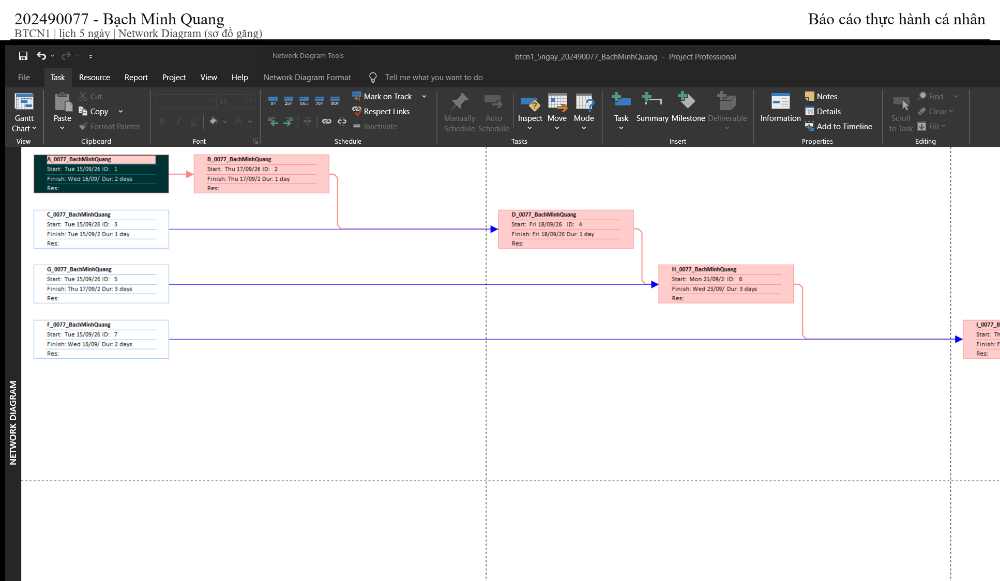 202490077 - Bạch Minh Quang
Báo cáo thực hành cá nhân
BTCN1 | lịch 5 ngày | Network Diagram (sơ đồ găng)
Network Diagram Tools
btcn1_5ngay_202490077_BachMinhQuang - Project Professional
File Task Resource Report Project View Help Network Diagram Format Tell me what you want to do
Gantt Chart
View
Paste
Cut
Copy
Format Painter
Clipboard
11
B I U A
Font
0% 25% 50% 75% 100%
Mark on Track
Respect Links
Inactivate
Schedule
Manually Schedule
Auto Schedule
Inspect
Move
Mode
Tasks
Task
Summary
Milestone
Deliverable
Insert
Information
Notes
Details
Add to Timeline
Properties
Scroll to Task
Find
Clear
Fill
Editing
A_0077_BachMinhQuang
Start: Tue 15/09/26 ID: 1
Finish: Wed 16/09/ Dur: 2 days
Res:
B_0077_BachMinhQuang
Start: Thu 17/09/26 ID: 2
Finish: Thu 17/09/2 Dur: 1 day
Res:
C_0077_BachMinhQuang
Start: Tue 15/09/26 ID: 3
Finish: Tue 15/09/2 Dur: 1 day
Res:
D_0077_BachMinhQuang
Start: Fri 18/09/26 ID: 4
Finish: Fri 18/09/26 Dur: 1 day
Res:
G_0077_BachMinhQuang
Start: Tue 15/09/26 ID: 5
Finish: Thu 17/09/2 Dur: 3 days
Res:
H_0077_BachMinhQuang
Start: Mon 21/09/2 ID: 6
Finish: Wed 23/09/ Dur: 3 days
Res:
F_0077_BachMinhQuang
Start: Tue 15/09/26 ID: 7
Finish: Wed 16/09/ Dur: 2 days
Res:
I_0077_B
Start: Th
Finish: F
Res:
NETWORK DIAGRAM